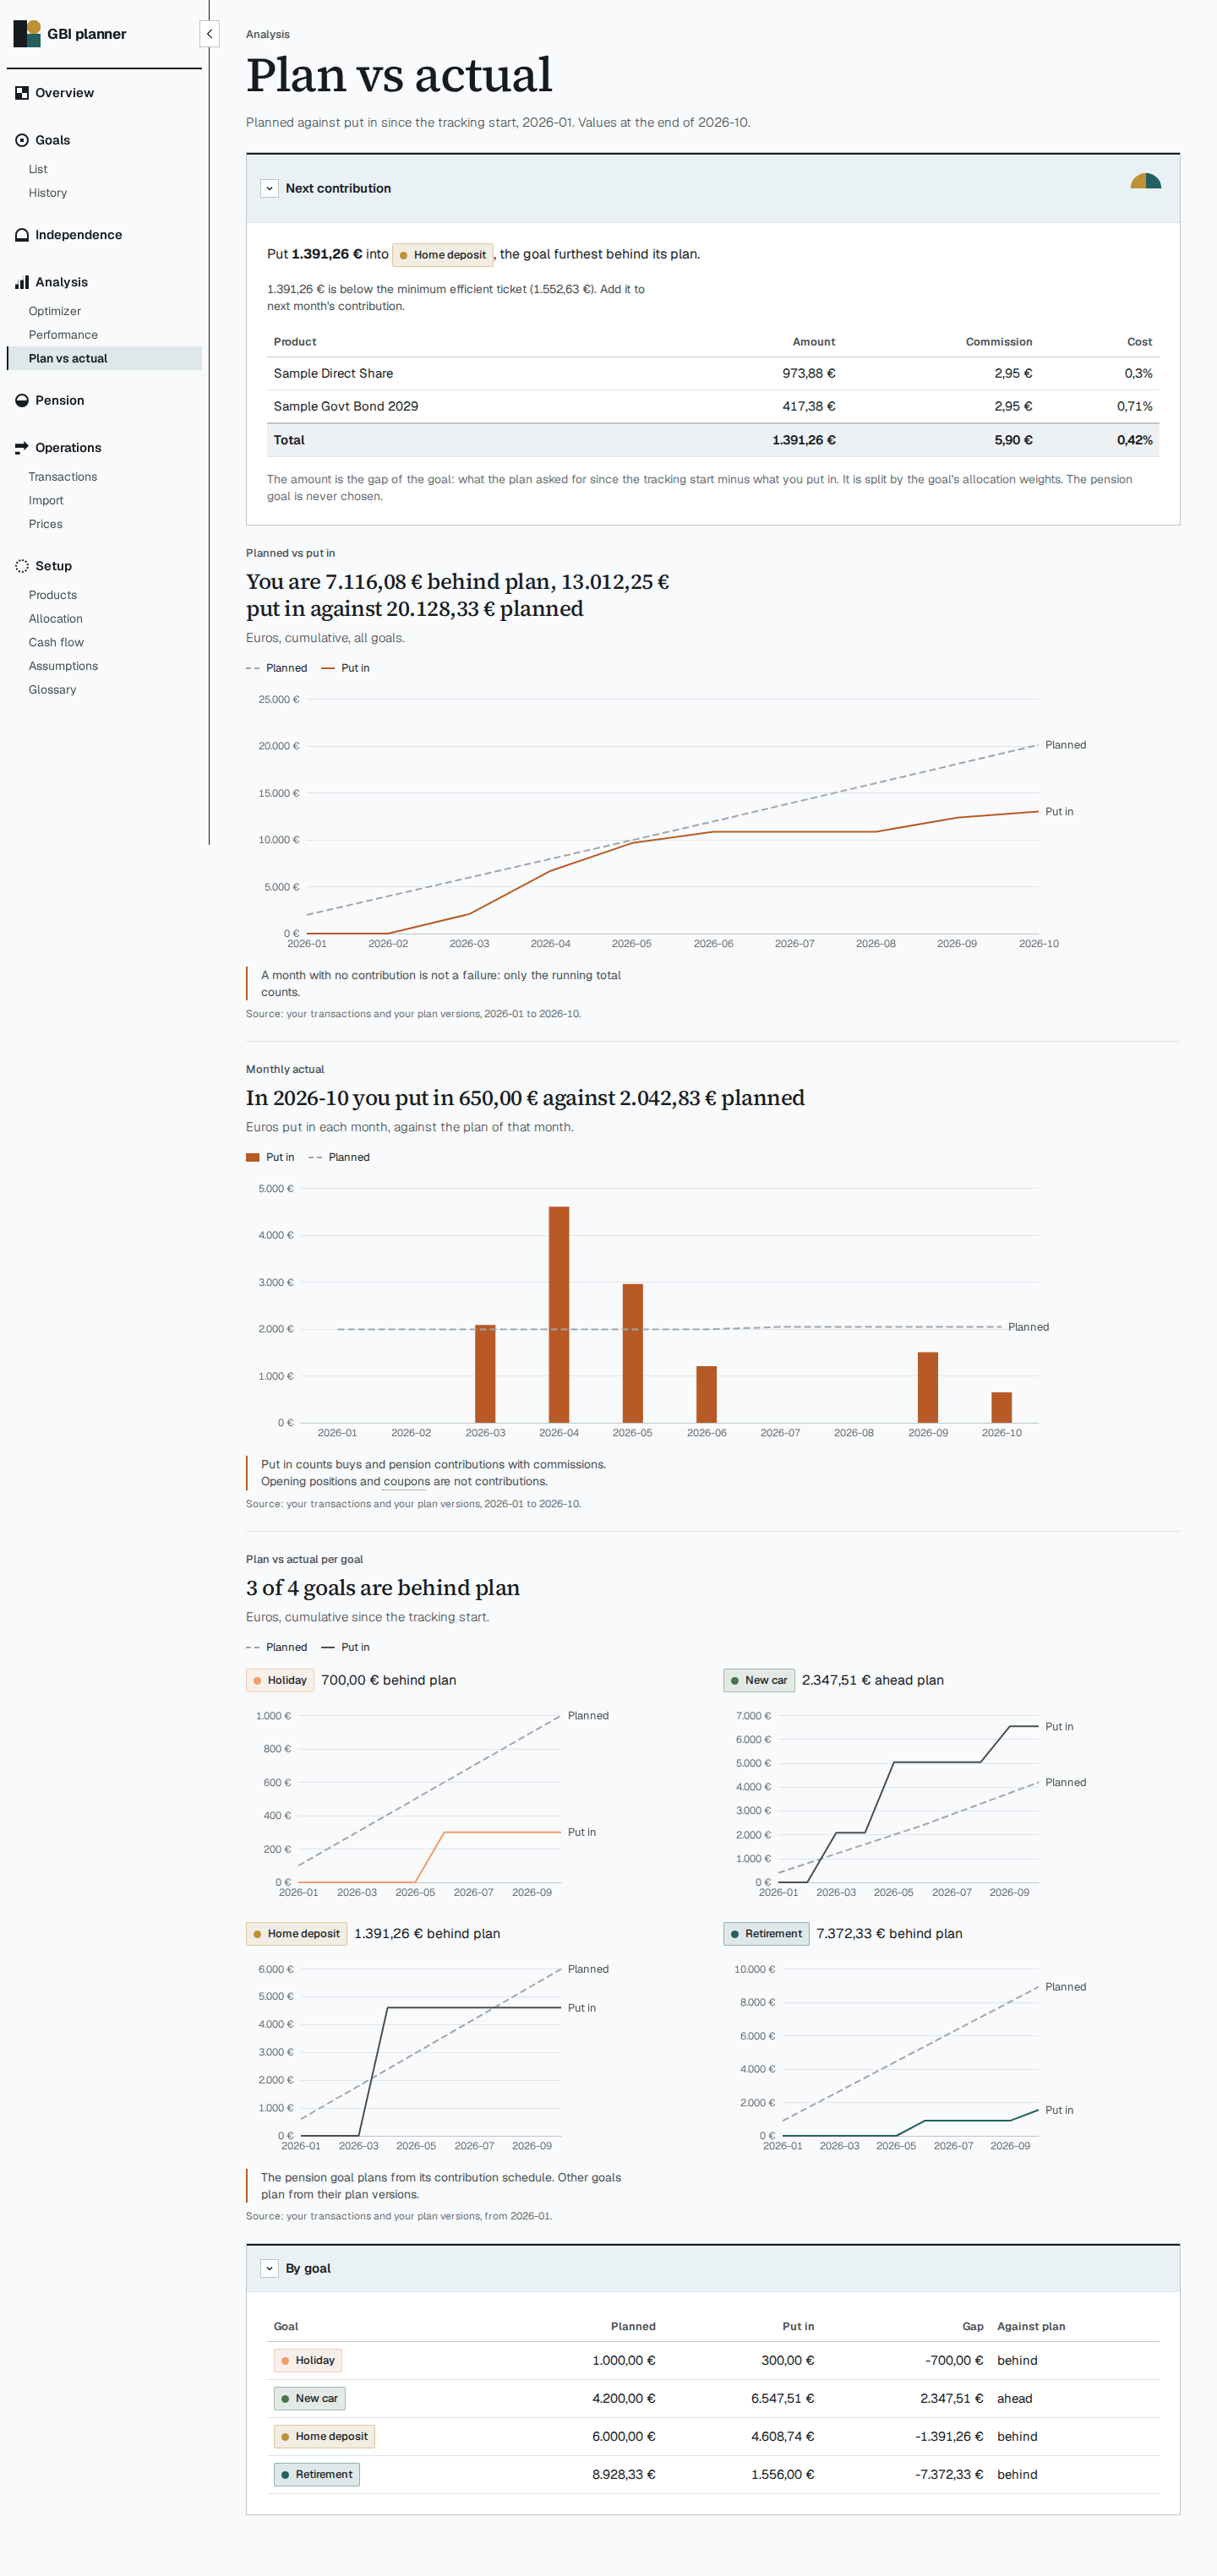 GBI planner
Overview
Goals
List
History
Independence
Analysis
Optimizer
Performance
Plan vs actual
Pension
Operations
Transactions
Import
Prices
Setup
Products
Allocation
Cash flow
Assumptions
Glossary
Analysis
Plan vs actual
Planned against put in since the tracking start, 2026-01. Values at the end of 2026-10.
Next contribution
Put 1.391,26 € into Home deposit, the goal furthest behind its plan.
1.391,26 € is below the minimum efficient ticket (1.552,63 €). Add it to
next month's contribution.
Product Amount Commission Cost
Sample Direct Share 973,88 € 2,95 € 0,3%
Sample Govt Bond 2029 417,38 € 2,95 € 0,71%
Total 1.391,26 € 5,90 € 0,42%
The amount is the gap of the goal: what the plan asked for since the tracking start minus what you put in. It is split by the goal's allocation weights. The pension
goal is never chosen.
Planned vs put in
You are 7.116,08 € behind plan, 13.012,25 €
put in against 20.128,33 € planned
Euros, cumulative, all goals.
Planned Put in
25.000 €
20.000 €
Planned
15.000 €
Put in
10.000 €
5.000 €
0 €
2026-01 2026-02 2026-03 2026-04 2026-05 2026-06 2026-07 2026-08 2026-09 2026-10
A month with no contribution is not a failure: only the running total
counts.
Source: your transactions and your plan versions, 2026-01 to 2026-10.
Monthly actual
In 2026-10 you put in 650,00 € against 2.042,83 € planned
Euros put in each month, against the plan of that month.
Put in Planned
5.000 €
4.000 €
3.000 €
2.000 €
Planned
1.000 €
0 €
2026-01 2026-02 2026-03 2026-04 2026-05 2026-06 2026-07 2026-08 2026-09 2026-10
Put in counts buys and pension contributions with commissions.
Opening positions and coupons are not contributions.
Source: your transactions and your plan versions, 2026-01 to 2026-10.
Plan vs actual per goal
3 of 4 goals are behind plan
Euros, cumulative since the tracking start.
Planned Put in
Holiday 700,00 € behind plan
1.000 €
Planned
800 €
600 €
400 €
Put in
200 €
0 €
2026-01 2026-03 2026-05 2026-07 2026-09
New car 2.347,51 € ahead plan
7.000 €
Put in
6.000 €
5.000 €
4.000 €
Planned
3.000 €
2.000 €
1.000 €
0 €
2026-01 2026-03 2026-05 2026-07 2026-09
Home deposit 1.391,26 € behind plan
6.000 €
Planned
5.000 €
Put in
4.000 €
3.000 €
2.000 €
1.000 €
0 €
2026-01 2026-03 2026-05 2026-07 2026-09
Retirement 7.372,33 € behind plan
10.000 €
Planned
8.000 €
6.000 €
4.000 €
2.000 €
Put in
0 €
2026-01 2026-03 2026-05 2026-07 2026-09
The pension goal plans from its contribution schedule. Other goals
plan from their plan versions.
Source: your transactions and your plan versions, from 2026-01.
By goal
Goal Planned Put in Gap Against plan
Holiday 1.000,00 € 300,00 € -700,00 € behind
New car 4.200,00 € 6.547,51 € 2.347,51 € ahead
Home deposit 6.000,00 € 4.608,74 € -1.391,26 € behind
Retirement 8.928,33 € 1.556,00 € -7.372,33 € behind